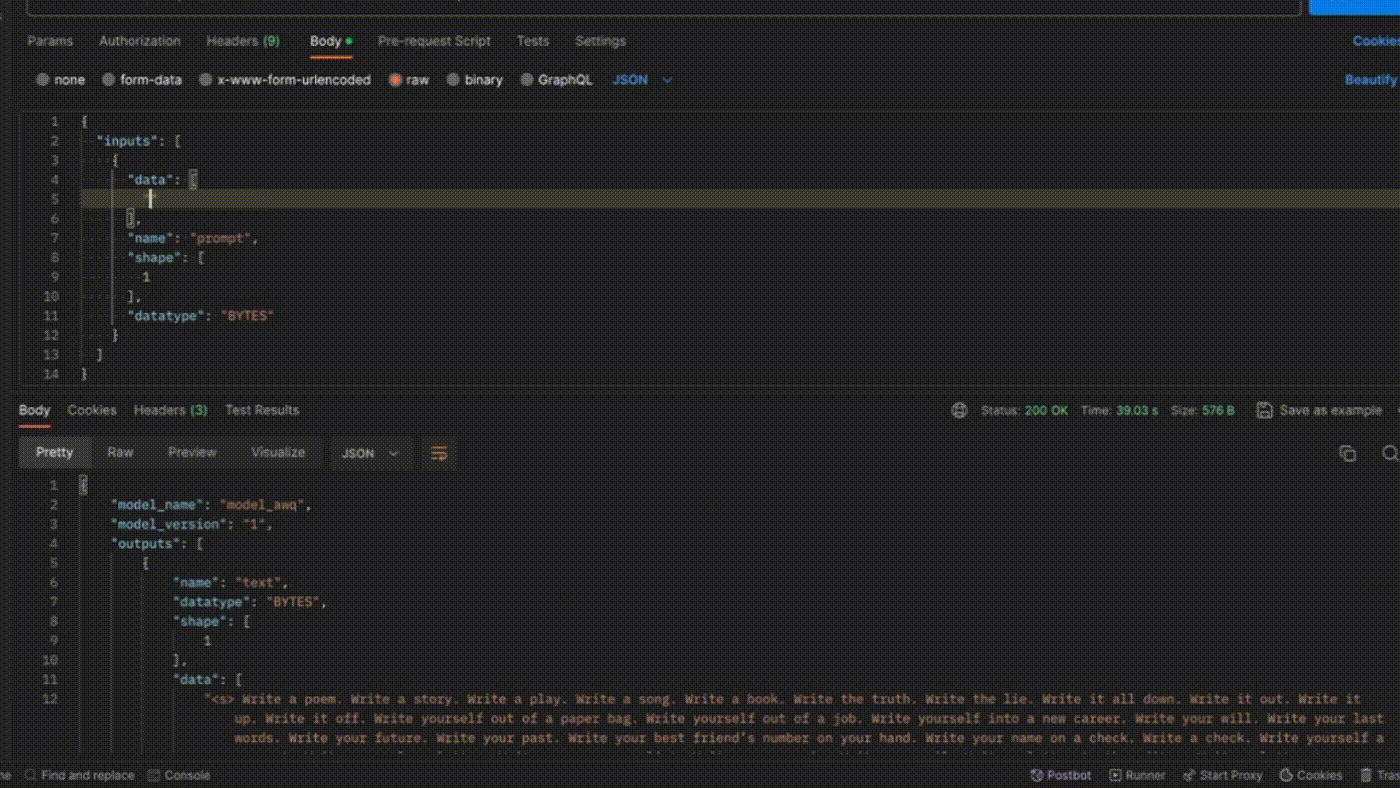 Params Authorization Headers (9) Body Pre-request Script Tests Settings Cookies
none form-data x-www-form-urlencoded raw binary GraphQL JSON Beautify
1 {
2 "inputs": [
3 {
4 "data": [
5 ""
6 ],
7 "name": "prompt",
8 "shape": [
9 1
10 ],
11 "datatype": "BYTES"
12 }
13 ]
14 }
Body Cookies Headers (3) Test Results Status: 200 OK Time: 39.03 s Size: 576 B Save as example
Pretty Raw Preview Visualize JSON
1 {
2 "model_name": "model_awq",
3 "model_version": "1",
4 "outputs": [
5 {
6 "name": "text",
7 "datatype": "BYTES",
8 "shape": [
9 1
10 ],
11 "data": [
12 "<s> Write a poem. Write a story. Write a play. Write a song. Write a book. Write the truth. Write the lie. Write it all down. Write it out. Write it
up. Write it off. Write yourself out of a paper bag. Write yourself out of a job. Write yourself into a new career. Write your will. Write your last
words. Write your future. Write your past. Write your best friend's number on your hand. Write your name on a check. Write a check. Write yourself a
Find and replace Console Postbot Runner Start Proxy Cookies